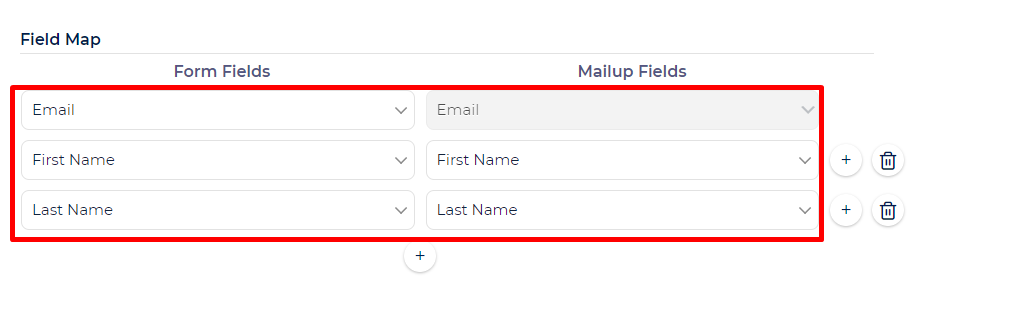 Field Map
Form Fields Mailup Fields
Email Email
First Name First Name
Last Name Last Name